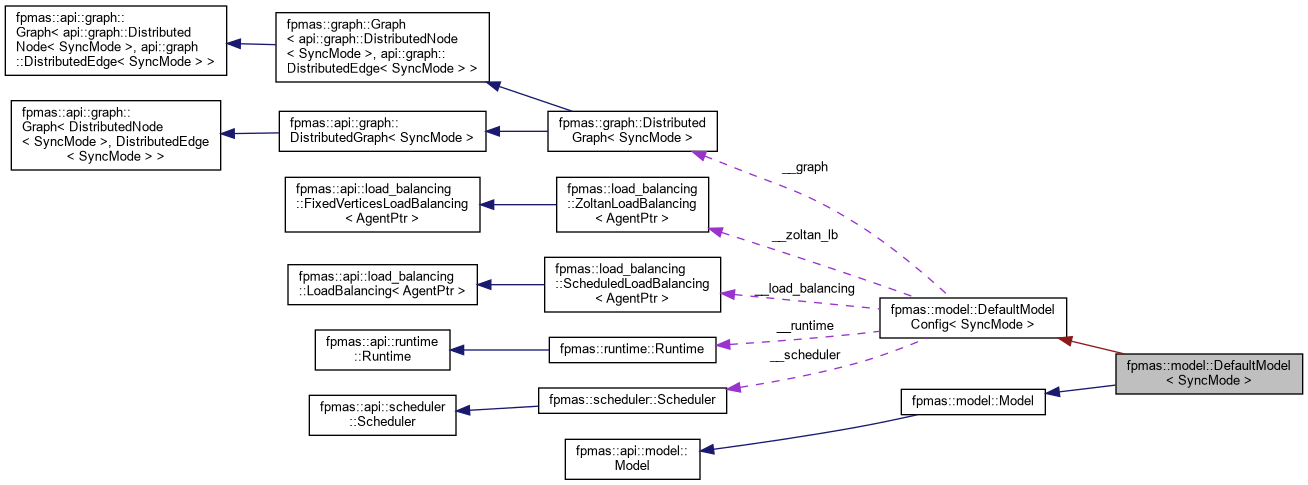 fpmas::api::graph::
Graph< api::graph::Distributed
Node< SyncMode >, api::graph
::DistributedEdge< SyncMode > >
fpmas::graph::Graph
< api::graph::DistributedNode
< SyncMode >, api::graph::
DistributedEdge< SyncMode > >
fpmas::api::graph::
Graph< DistributedNode
< SyncMode >, DistributedEdge
< SyncMode > >
fpmas::api::graph::
DistributedGraph< SyncMode >
fpmas::graph::Distributed
Graph< SyncMode >
__graph
fpmas::api::load_balancing
::FixedVerticesLoadBalancing
< AgentPtr >
fpmas::load_balancing
::ZoltanLoadBalancing
< AgentPtr >
__zoltan_lb
fpmas::api::load_balancing
::LoadBalancing< AgentPtr >
fpmas::load_balancing
::ScheduledLoadBalancing
< AgentPtr >
__load_balancing
fpmas::model::DefaultModel
Config< SyncMode >
fpmas::api::runtime
::Runtime
fpmas::runtime::Runtime
__runtime
__scheduler
fpmas::model::DefaultModel
< SyncMode >
fpmas::api::scheduler
::Scheduler
fpmas::scheduler::Scheduler
fpmas::model::Model
fpmas::api::model::
Model